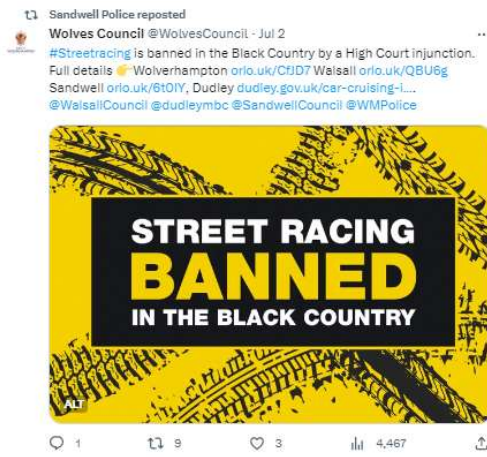 Sandwell Police reposted
Wolves Council @WolvesCouncil · Jul 2
#Streetracing is banned in the Black Country by a High Court injunction.
Full details 👉Wolverhampton orlo.uk/CfJD7 Walsall orlo.uk/QBU6g
Sandwell orlo.uk/6t0IY, Dudley dudley.gov.uk/car-cruising-i....
@WalsallCouncil @dudleymbc @SandwellCouncil @WMPolice
STREET RACING
BANNED
IN THE BLACK COUNTRY
ALT
1 9 3 4,467